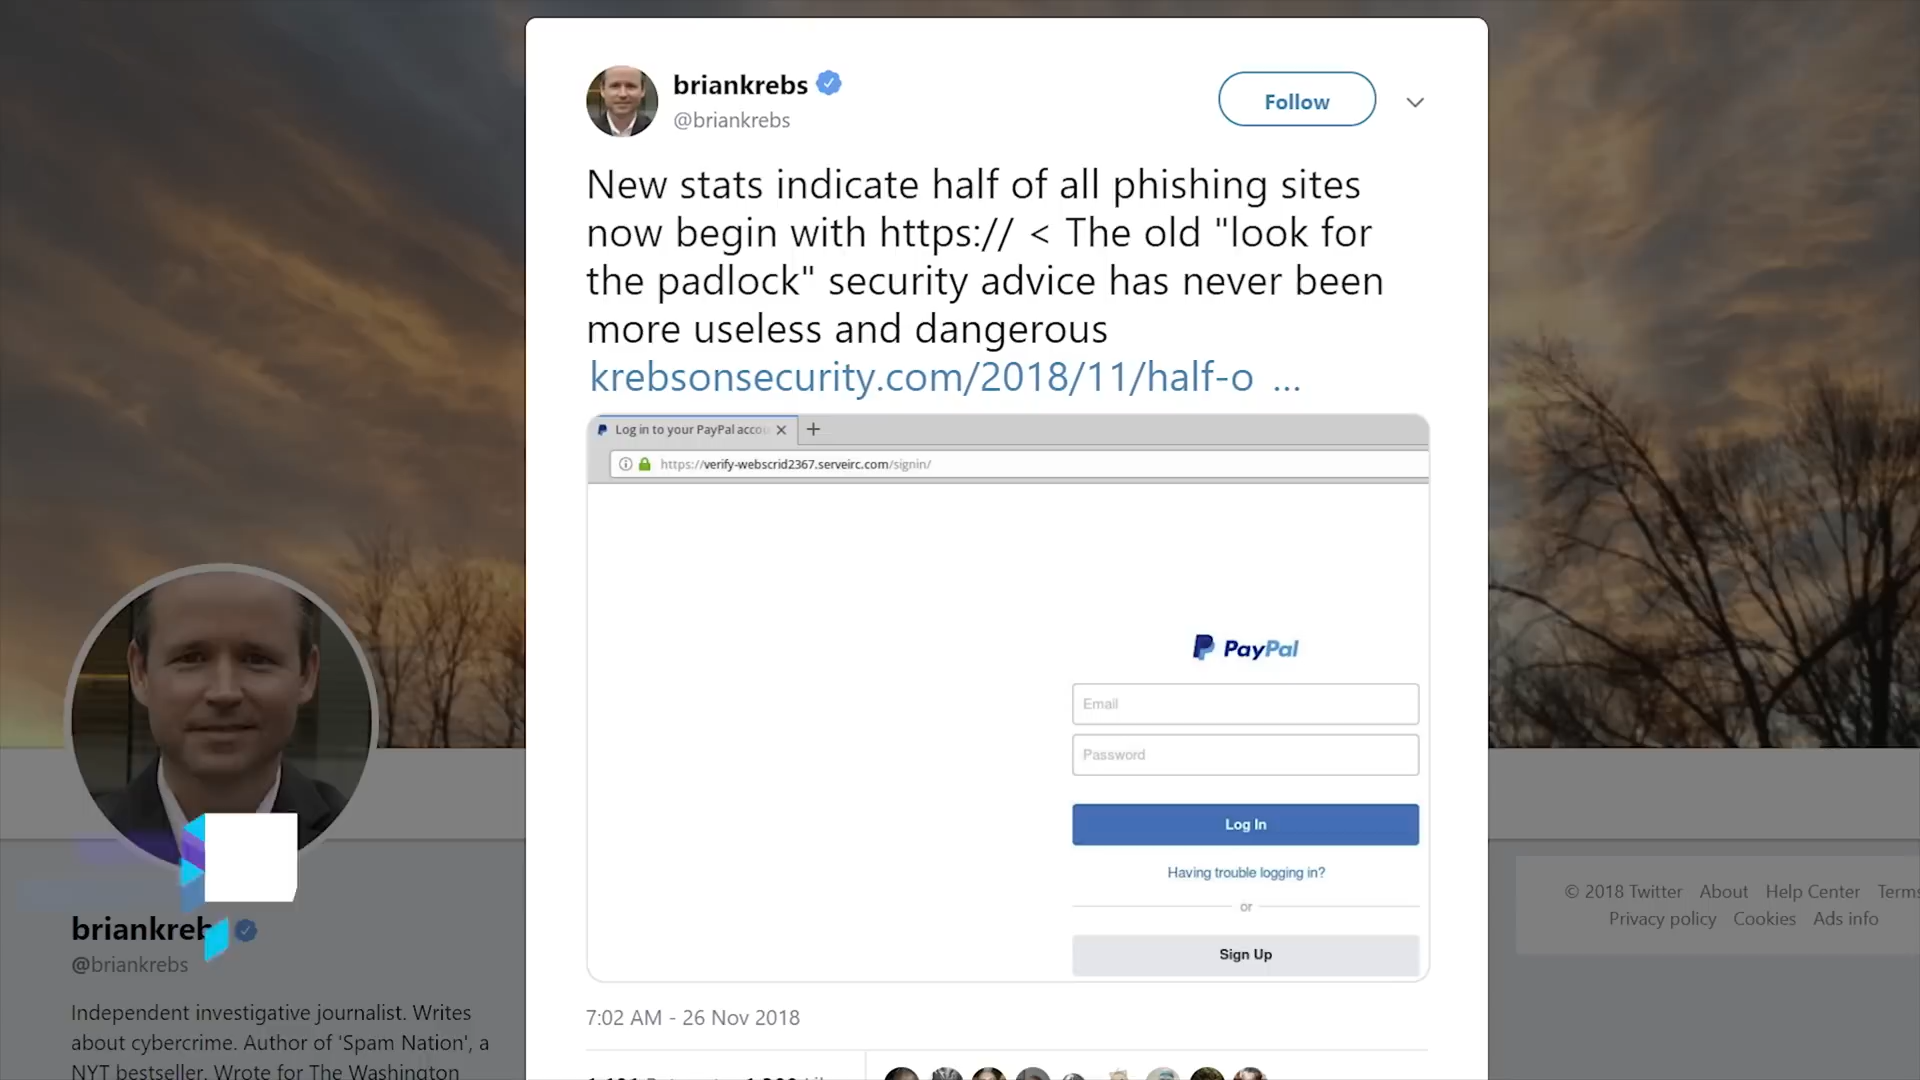 briankrebs
@briankrebs
Follow
New stats indicate half of all phishing sites
now begin with https:// < The old "look for
the padlock" security advice has never been
more useless and dangerous
krebsonsecurity.com/2018/11/half-o …
Log in to your PayPal accou
https://verify-webscrid2367.serveirc.com/signin/
PayPal
Email
Password
Log In
Having trouble logging in?
or
Sign Up
7:02 AM - 26 Nov 2018
briankreb
@briankrebs
Independent investigative journalist. Writes
about cybercrime. Author of 'Spam Nation', a
NYT bestseller. Wrote for The Washington
© 2018 Twitter About Help Center Terms
Privacy policy Cookies Ads info